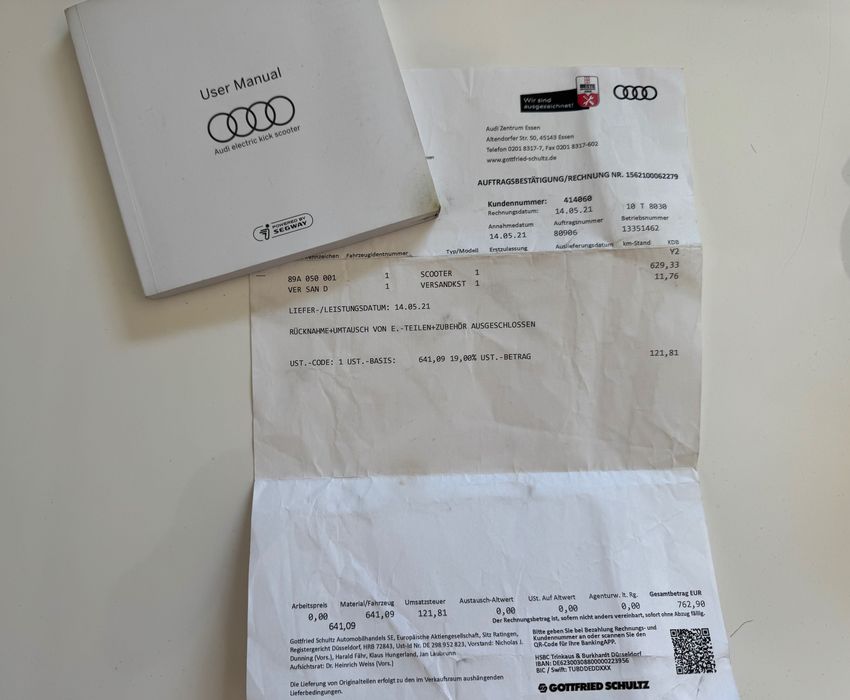 User Manual
Audi electric kick scooter
POWERED BY
SEGWAY
Wir sind
ausgezeichnet!
Audi Zentrum Essen
Altendorfer Str. 50, 45143 Essen
Telefon 0201 8317-7, Fax 0201 8317-602
www.gottfried-schultz.de
AUFTRAGSBESTÄTIGUNG/RECHNUNG NR. 1562100062279
Kundennummer: 414060
Rechnungsdatum: 14.05.21 10 T 8030
Annahmedatum Auftragsnummer Betriebsnummer
14.05.21 80906 13351462
Fahrzeugidentnummer Typ/Modell Erstzulassung Auslieferungsdatum km-Stand KDB
Y2
89A 050 001 1 SCOOTER 1 629,33
VER SAN D 1 VERSANDKST 1 11,76
LIEFER-/LEISTUNGSDATUM: 14.05.21
RÜCKNAHME+UMTAUSCH VON E.-TEILEN+ZUBEHÖR AUSGESCHLOSSEN
UST.-CODE: 1 UST.-BASIS: 641,09 19,00% UST.-BETRAG 121,81
Arbeitspreis Material/Fahrzeug Umsatzsteuer Austausch-Altwert USt. Auf Altwert Agenturw. lt. Rg. Gesamtbetrag EUR
0,00 641,09 121,81 0,00 0,00 0,00 762,90
641,09
Der Rechnungsbetrag ist, sofern nicht anders vereinbart, sofort ohne Abzug fällig.
Gottfried Schultz Automobilhandels SE, Europäische Aktiengesellschaft, Sitz Ratingen,
Registergericht Düsseldorf, HRB 72843, Ust-Id Nr. DE 298 952 823, Vorstand: Nicholas J.
Dunning (Vors.), Harald Fähr, Klaus Hungerland, Jan Laubrunn
Aufsichtsrat: Dr. Heinrich Weiss (Vors.)
Die Lieferung von Originalteilen erfolgt zu den im Verkaufsraum aushängenden
Lieferbedingungen.
Bitte geben Sie bei Bezahlung Rechnungs- und
Kundennummer an oder scannen Sie den
QR-Code für ihre BankingAPP.
HSBC Trinkaus & Burkhardt Düsseldorf
IBAN: DE62300308800000223956
BIC / Swift: TUBDDEDDXXX
GOTTFRIED SCHULTZ